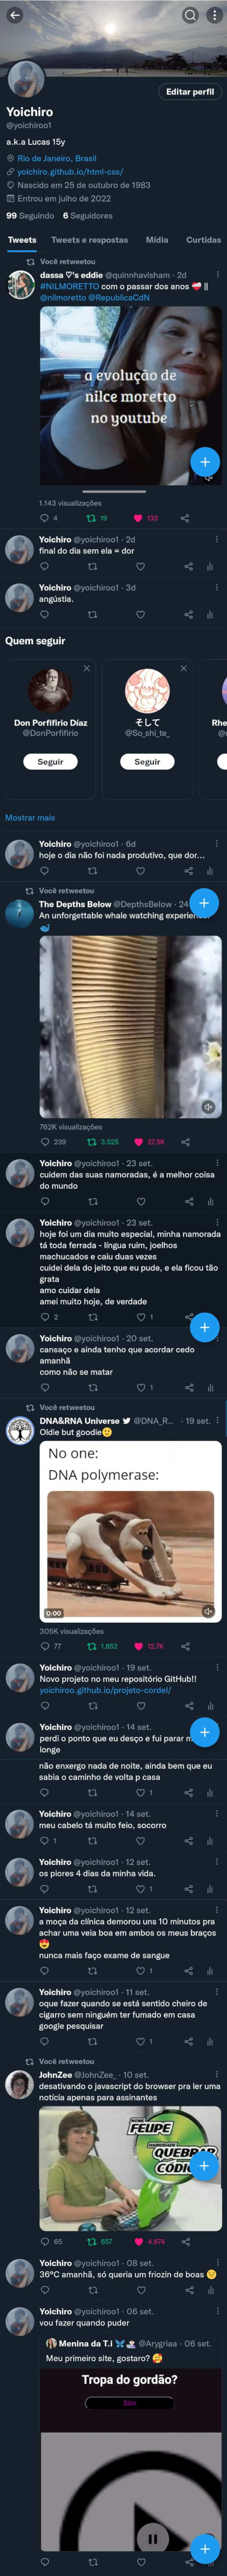 Editar perfil
Yoichiro
@yoichiroo1
a.k.a Lucas 15y
Rio de Janeiro, Brasil
yoichiro.github.io/html-css/
Nascido em 25 de outubro de 1983
Entrou em julho de 2022
99 Seguindo 6 Seguidores
Tweets Tweets e respostas Mídia Curtidas
Você retweetou
dassa ♡'s eddie @quinnhavisham · 2d
#NILMORETTO com o passar dos anos ||
@nilmoretto @RepublicaCdN
a evolução de
nilce moretto
no youtube
1.143 visualizações
4 19 133
Yoichiro @yoichiroo1 · 2d
final do dia sem ela = dor
Yoichiro @yoichiroo1 · 3d
angústia.
Quem seguir
Don Porfifirio Díaz
@DonPorfifirio
Seguir
そして
@So_shi_te_
Seguir
Rhe
Mostrar mais
Yoichiro @yoichiroo1 · 6d
hoje o dia não foi nada produtivo, que dor...
Você retweetou
The Depths Below @DepthsBelow · 24
An unforgettable whale watching experien
762K visualizações
239 3.525 27,5K
Yoichiro @yoichiroo1 · 23 set.
cuidem das suas namoradas, é a melhor coisa
do mundo
Yoichiro @yoichiroo1 · 23 set.
hoje foi um dia muito especial, minha namorada
tá toda ferrada - língua ruim, joelhos
machucados e caiu duas vezes
cuidei dela do jeito que eu pude, e ela ficou tão
grata
amo cuidar dela
amei muito hoje, de verdade
2 1
Yoichiro @yoichiroo1 · 20 set.
cansaço e ainda tenho que acordar cedo
amanhã
como não se matar
1
Você retweetou
DNA&RNA Universe @DNA_R... · 19 set.
Oldie but goodie
No one:
DNA polymerase:
0:00
305K visualizações
77 1.852 12,7K
Yoichiro @yoichiroo1 · 19 set.
Novo projeto no meu repositório GitHub!!
yoichiroo.github.io/projeto-cordel/
Yoichiro @yoichiroo1 · 14 set.
perdi o ponto que eu desço e fui parar m
longe
não enxergo nada de noite, ainda bem que eu
sabia o caminho de volta p casa
1
Yoichiro @yoichiroo1 · 14 set.
meu cabelo tá muito feio, socorro
1
Yoichiro @yoichiroo1 · 12 set.
os piores 4 dias da minha vida.
1
Yoichiro @yoichiroo1 · 12 set.
a moça da clínica demorou uns 10 minutos pra
achar uma veia boa em ambos os meus braços
nunca mais faço exame de sangue
1
Yoichiro @yoichiroo1 · 11 set.
oque fazer quando se está sentido cheiro de
cigarro sem ninguém ter fumado em casa
google pesquisar
1
Você retweetou
JohnZee @JohnZee_ · 10 set.
desativando o javascript do browser pra ler uma
notícia apenas para assinantes
FELIPE
QUEBRAR
CÓDIG
65 657 4.674
Yoichiro @yoichiroo1 · 08 set.
36°C amanhã, só queria um friozin de boas
Yoichiro @yoichiroo1 · 06 set.
vou fazer quando puder
Menina da T.i @Arygriaa · 06 set.
Meu primeiro site, gostaro?
Tropa do gordão?
Sim